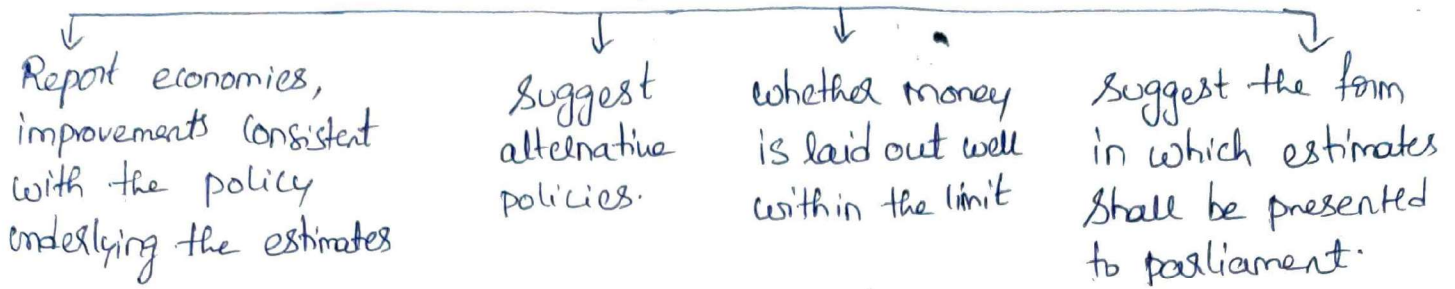 Report economies,
improvements consistent
with the policy
underlying the estimates
Suggest
alternative
policies.
whether money
is laid out well
within the limit
Suggest the form
in which estimates
shall be presented
to parliament.